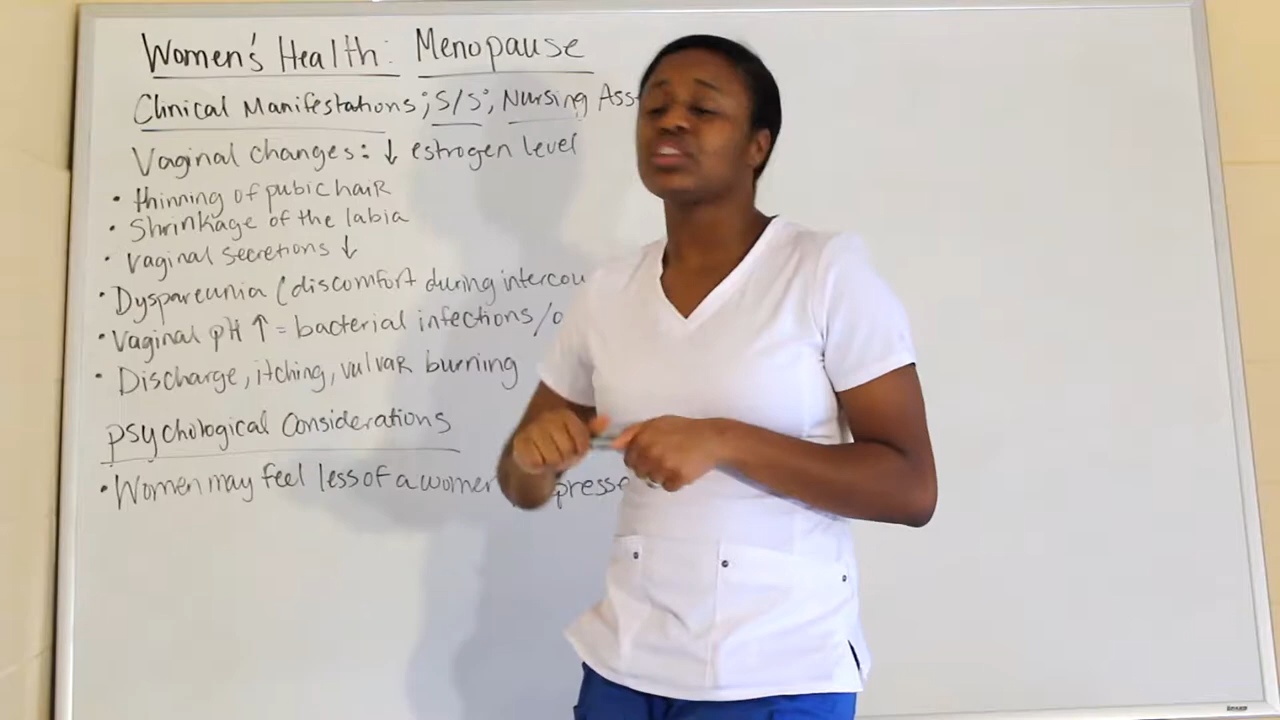 Women's Health: Menopause
Clinical Manifestations; S/S; Nursing Ass
Vaginal changes: ↓ estrogen level
• thinning of pubic hair
• Shrinkage of the labia
• vaginal secretions ↓
• Dyspareunia (discomfort during intercou
• Vaginal pH ↑ = bacterial infections/
• Discharge, itching, vulvar burning
psychological Considerations
• Women may feel less of a women presse